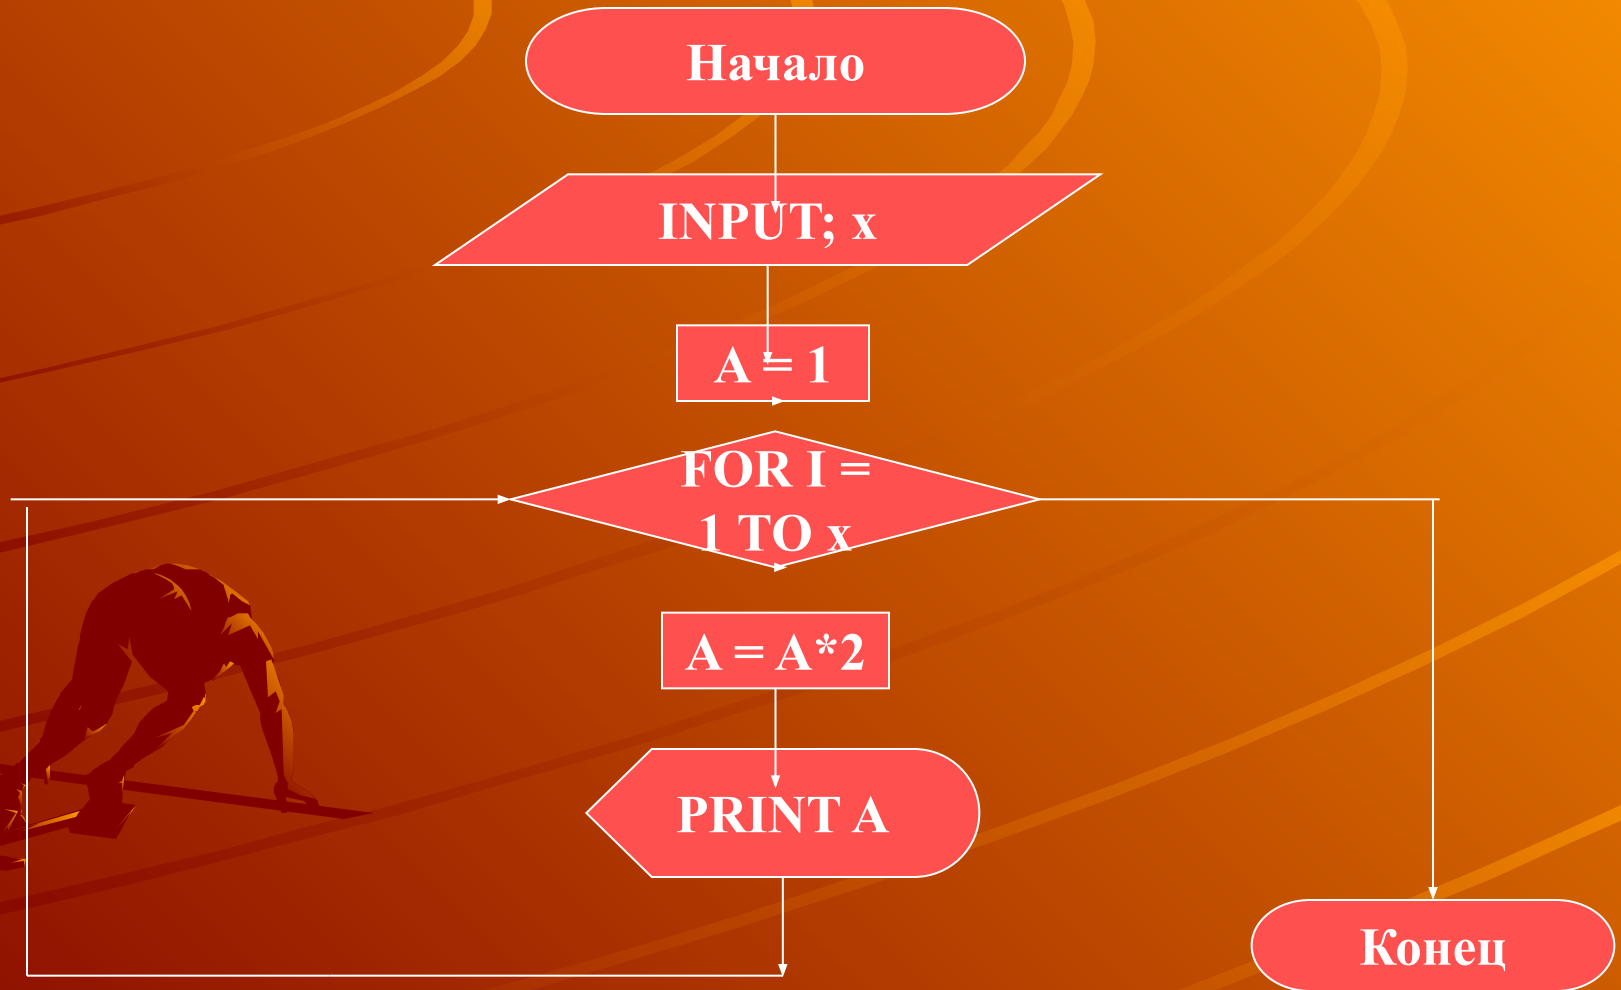 Начало
INPUT; x
A = 1
FOR I =
1 TO x
A = A*2
PRINT A
Конец